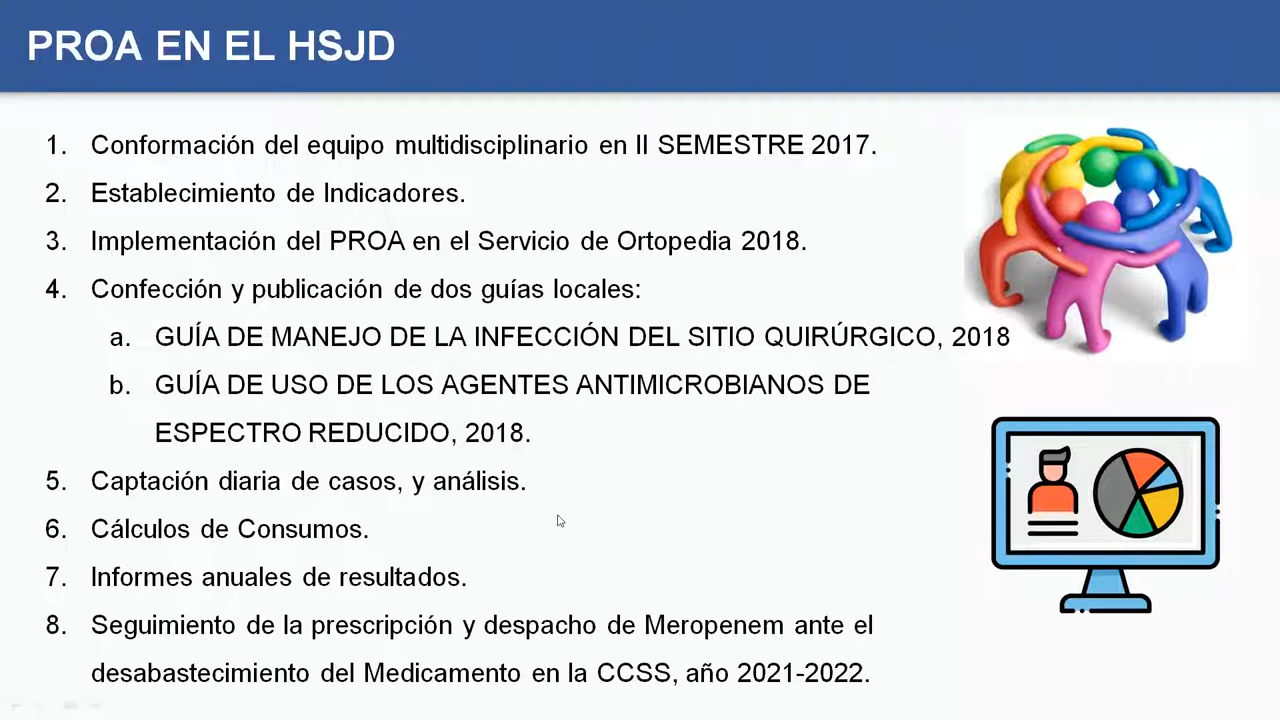 PROA EN EL HSJD
1. Conformación del equipo multidisciplinario en II SEMESTRE 2017.
2. Establecimiento de Indicadores.
3. Implementación del PROA en el Servicio de Ortopedia 2018.
4. Confección y publicación de dos guías locales:
a. GUÍA DE MANEJO DE LA INFECCIÓN DEL SITIO QUIRÚRGICO, 2018
b. GUÍA DE USO DE LOS AGENTES ANTIMICROBIANOS DE
ESPECTRO REDUCIDO, 2018.
5. Captación diaria de casos, y análisis.
6. Cálculos de Consumos.
7. Informes anuales de resultados.
8. Seguimiento de la prescripción y despacho de Meropenem ante el
desabastecimiento del Medicamento en la CCSS, año 2021-2022.